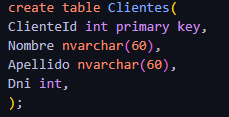 create table Clientes(
ClienteId int primary key,
Nombre nvarchar(60),
Apellido nvarchar(60),
Dni int,
);